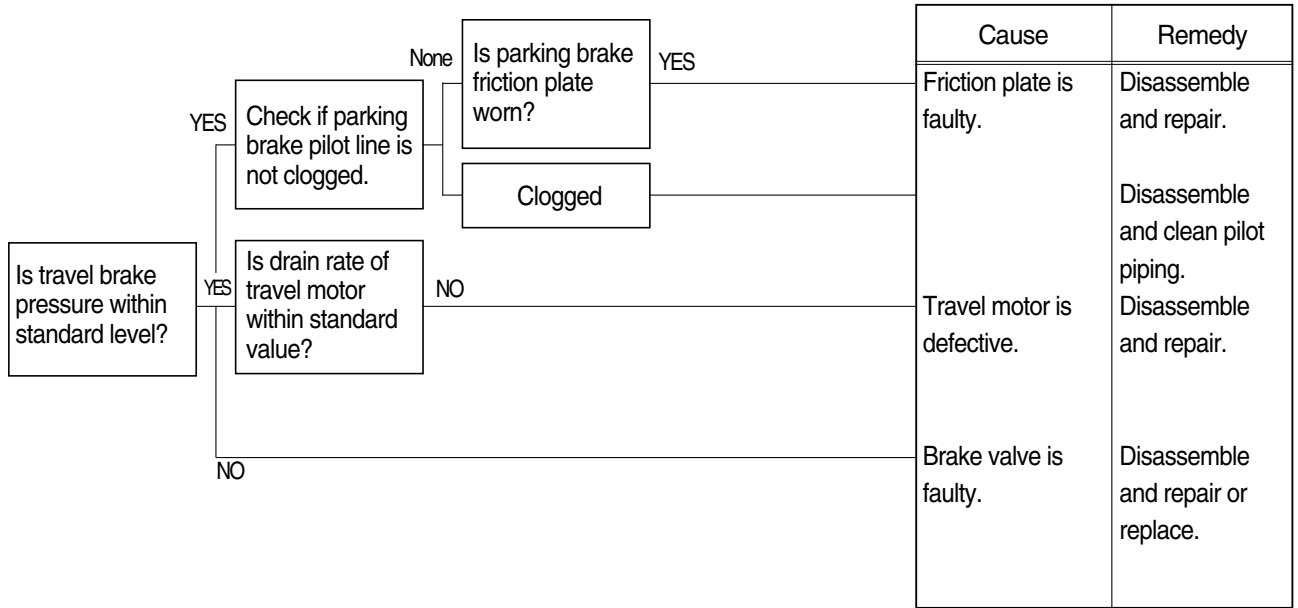 None
Is parking brake
friction plate
worn?
YES
YES
Check if parking
brake pilot line is
not clogged.
Clogged
Is travel brake
pressure within
standard level?
YES
Is drain rate of
travel motor
within standard
value?
NO
NO
Cause
Remedy
Friction plate is
faulty.
Disassemble
and repair.
Disassemble
and clean pilot
piping.
Travel motor is
defective.
Disassemble
and repair.
Brake valve is
faulty.
Disassemble
and repair or
replace.